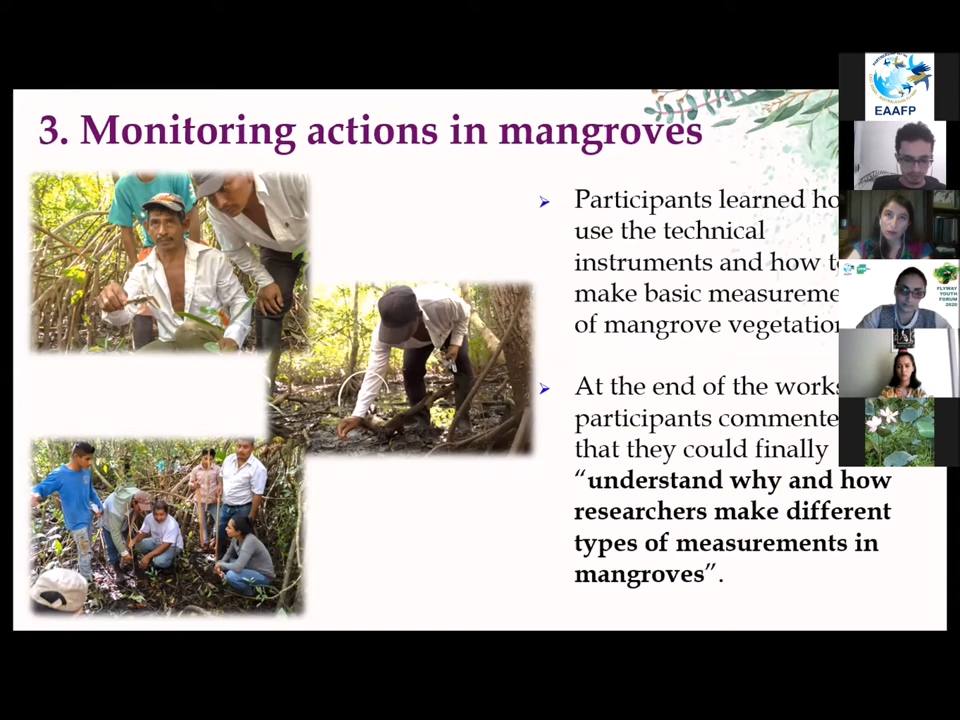 3. Monitoring actions in mangroves
Participants learned ho
use the technical
instruments and how t
make basic measureme
of mangrove vegetation
At the end of the works
participants commente
that they could finally
“understand why and how
researchers make different
types of measurements in
mangroves”.
EAAFP
FLYWAY
YOUTH
FORUM
2020